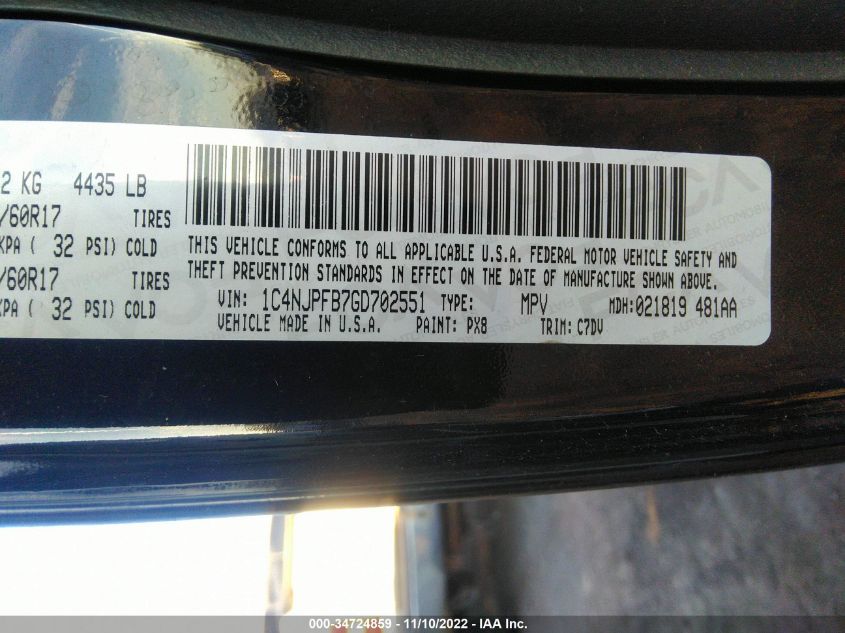 2 KG 4435 LB
/60R17 TIRES
KPA ( 32 PSI) COLD
/60R17 TIRES
KPA ( 32 PSI) COLD
THIS VEHICLE CONFORMS TO ALL APPLICABLE U.S.A. FEDERAL MOTOR VEHICLE SAFETY AND
THEFT PREVENTION STANDARDS IN EFFECT ON THE DATE OF MANUFACTURE SHOWN ABOVE.
VIN: 1C4NJPFB7GD702551 TYPE: MPV MDH:021819 481AA
VEHICLE MADE IN U.S.A. PAINT: PX8 TRIM: C7DV
000-34724859 - 11/10/2022 - IAA Inc.